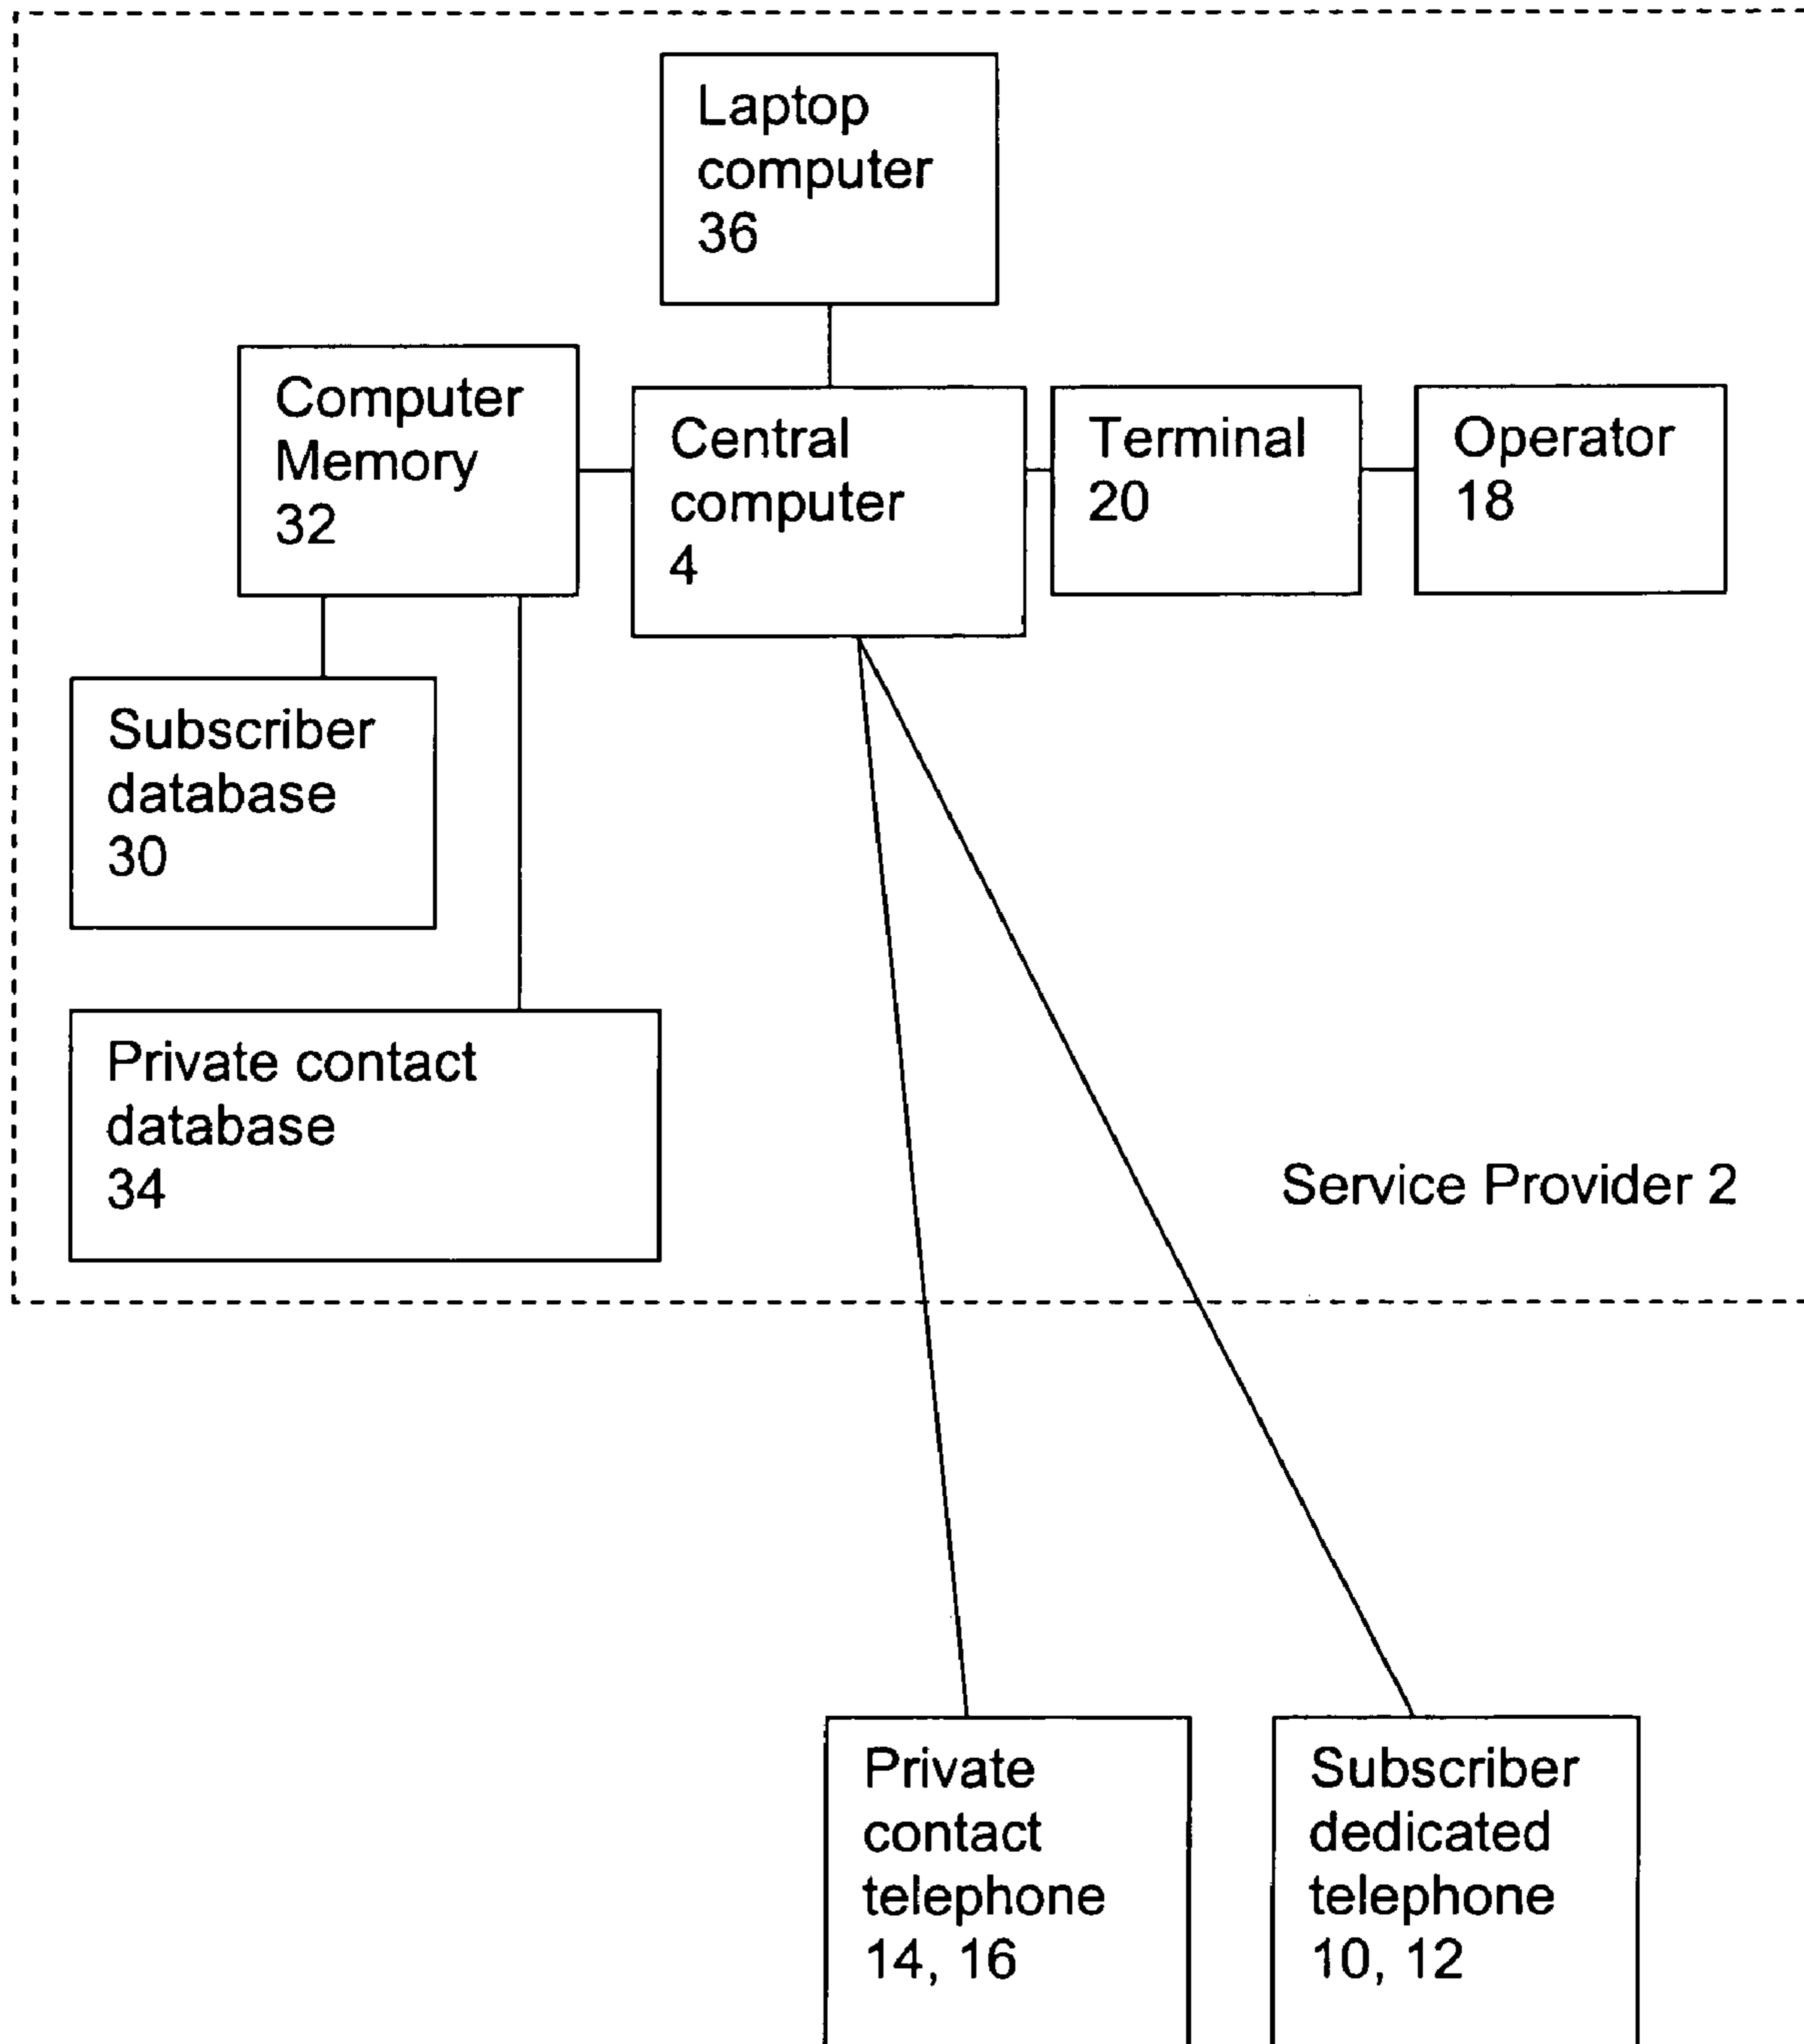 Laptop
computer
36
Computer
Memory
32
Central
computer
4
Terminal
20
Operator
18
Subscriber
database
30
Private contact
database
34
Service Provider 2
Private
contact
telephone
14, 16
Subscriber
dedicated
telephone
10, 12